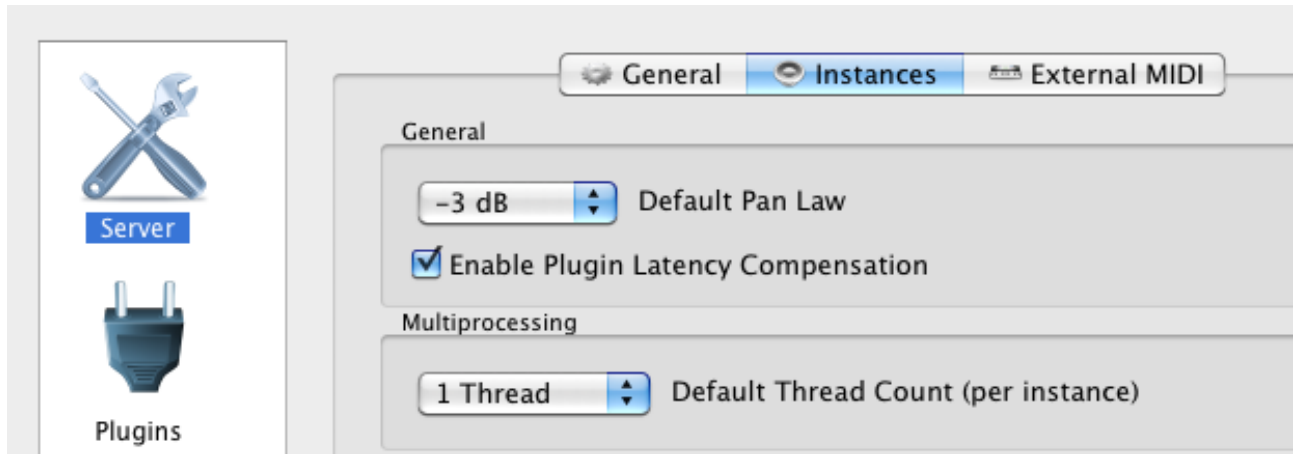 General
Instances
External MIDI
General
-3 dB
Default Pan Law
Enable Plugin Latency Compensation
Server
Multiprocessing
1 Thread
Default Thread Count (per instance)
Plugins